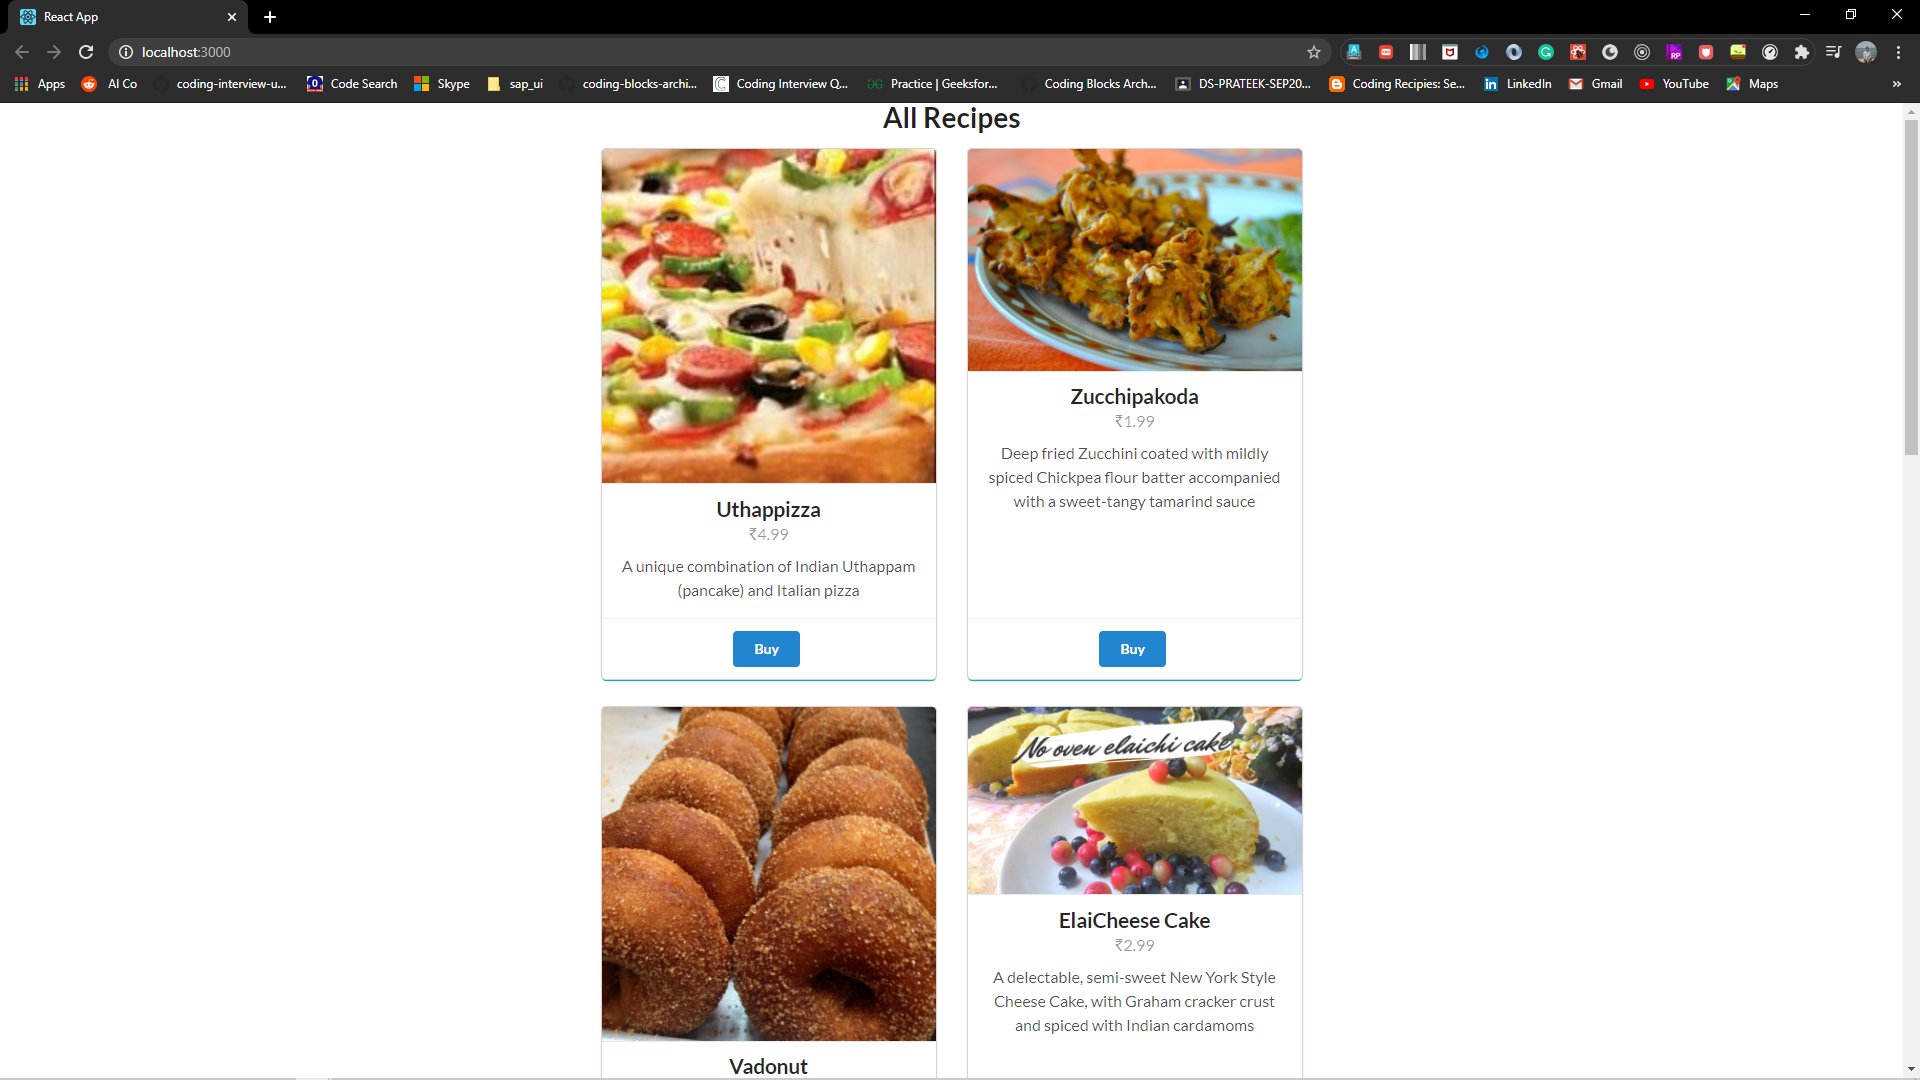 React App
localhost:3000
Apps
AI Co
coding-interview-u...
Code Search
Skype
sap_ui
coding-blocks-archi...
Coding Interview Q...
Practice | Geeksfor...
Coding Blocks Arch...
DS-PRATEEK-SEP20...
Coding Recipies: Se...
LinkedIn
Gmail
YouTube
Maps
»
All Recipes
Uthappizza
₹4.99
A unique combination of Indian Uthappam
(pancake) and Italian pizza
Buy
Zucchipakoda
₹1.99
Deep fried Zucchini coated with mildly
spiced Chickpea flour batter accompanied
with a sweet-tangy tamarind sauce
Buy
Vadonut
No oven elaichi cake
ElaiCheese Cake
₹2.99
A delectable, semi-sweet New York Style
Cheese Cake, with Graham cracker crust
and spiced with Indian cardamoms